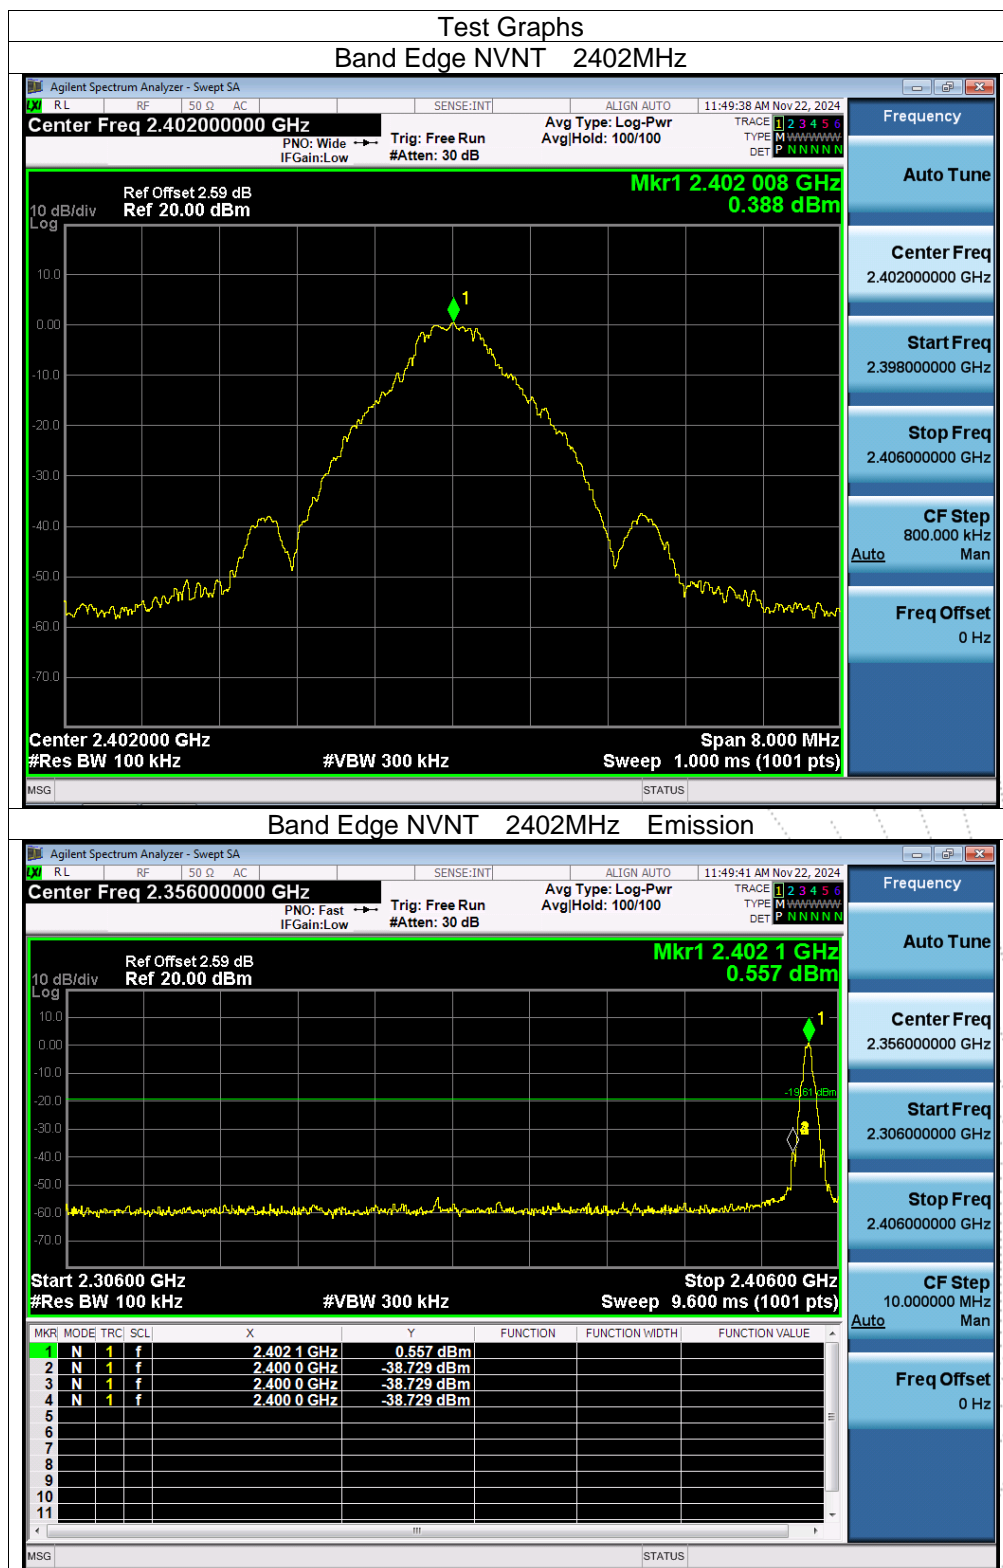 Test Graphs
Band Edge NVNT 2402MHz
Agilent Spectrum Analyzer - Swept SA
LXI RL RF 50 Ω AC SENSE:INT ALIGN AUTO 11:49:38 AM Nov 22, 2024
Center Freq 2.402000000 GHz
PNO: Wide
IFGain:Low
Trig: Free Run
#Atten: 30 dB
Avg Type: Log-Pwr
Avg|Hold: 100/100
TRACE 1 2 3 4 5 6
TYPE M WWWWW
DET P N N N N N
Frequency
Auto Tune
Center Freq
2.402000000 GHz
Start Freq
2.398000000 GHz
Stop Freq
2.406000000 GHz
CF Step
800.000 kHz
Auto Man
Freq Offset
0 Hz
Mkr1 2.402 008 GHz
0.388 dBm
Ref Offset 2.59 dB
10 dB/div Ref 20.00 dBm
Log
10.0
0.00
-10.0
-20.0
-30.0
-40.0
-50.0
-60.0
-70.0
1
Center 2.402000 GHz Span 8.000 MHz
#Res BW 100 kHz #VBW 300 kHz Sweep 1.000 ms (1001 pts)
MSG STATUS
Band Edge NVNT 2402MHz Emission
Agilent Spectrum Analyzer - Swept SA
LXI RL RF 50 Ω AC SENSE:INT ALIGN AUTO 11:49:41 AM Nov 22, 2024
Center Freq 2.356000000 GHz
PNO: Fast
IFGain:Low
Trig: Free Run
#Atten: 30 dB
Avg Type: Log-Pwr
Avg|Hold: 100/100
TRACE 1 2 3 4 5 6
TYPE M WWWWW
DET P N N N N N
Frequency
Auto Tune
Center Freq
2.356000000 GHz
Start Freq
2.306000000 GHz
Stop Freq
2.406000000 GHz
CF Step
10.000000 MHz
Auto Man
Freq Offset
0 Hz
Mkr1 2.402 1 GHz
0.557 dBm
Ref Offset 2.59 dB
10 dB/div Ref 20.00 dBm
Log
10.0
0.00
-10.0
-20.0
-30.0
-40.0
-50.0
-60.0
-70.0
1
-19.61 dBm
Start 2.30600 GHz Stop 2.40600 GHz
#Res BW 100 kHz #VBW 300 kHz Sweep 9.600 ms (1001 pts)
MKR MODE TRC SCL X Y FUNCTION FUNCTION WIDTH FUNCTION VALUE
1 N 1 f 2.402 1 GHz 0.557 dBm
2 N 1 f 2.400 0 GHz -38.729 dBm
3 N 1 f 2.400 0 GHz -38.729 dBm
4 N 1 f 2.400 0 GHz -38.729 dBm
5
6
7
8
9
10
11
MSG STATUS